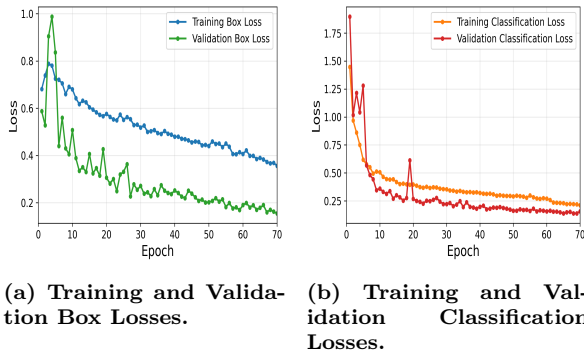 Training Box Loss
Validation Box Loss
1.0
0.8
0.6
0.4
0.2
Loss
0 10 20 30 40 50 60 70
Epoch
Training Classification Loss
Validation Classification Loss
1.75
1.50
1.25
1.00
0.75
0.50
0.25
Loss
0 10 20 30 40 50 60 70
Epoch
(a) Training and Valida-
tion Box Losses.
(b) Training and Val-
idation Classification
Losses.